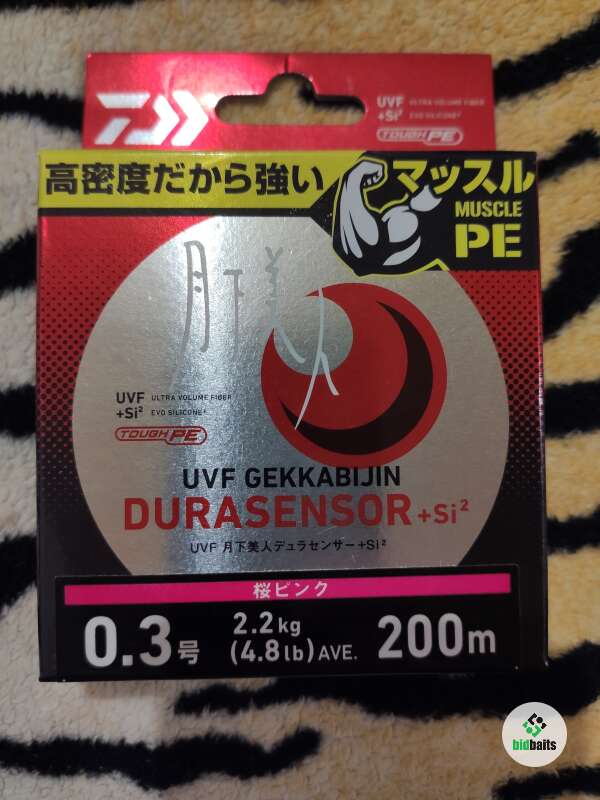 UVF ULTRA VOLUME FIBER
+Si² EVO SILICONE²
TOUGH PE
高密度だから強い
マッスル
MUSCLE
PE
月下美人
UVF ULTRA VOLUME FIBER
+Si² EVO SILICONE²
TOUGH PE
UVF GEKKABIJIN
DURASENSOR+Si²
UVF 月下美人デュラセンサー+Si²
桜ピンク
0.3号 2.2kg (4.8lb) AVE. 200m
bidbaits